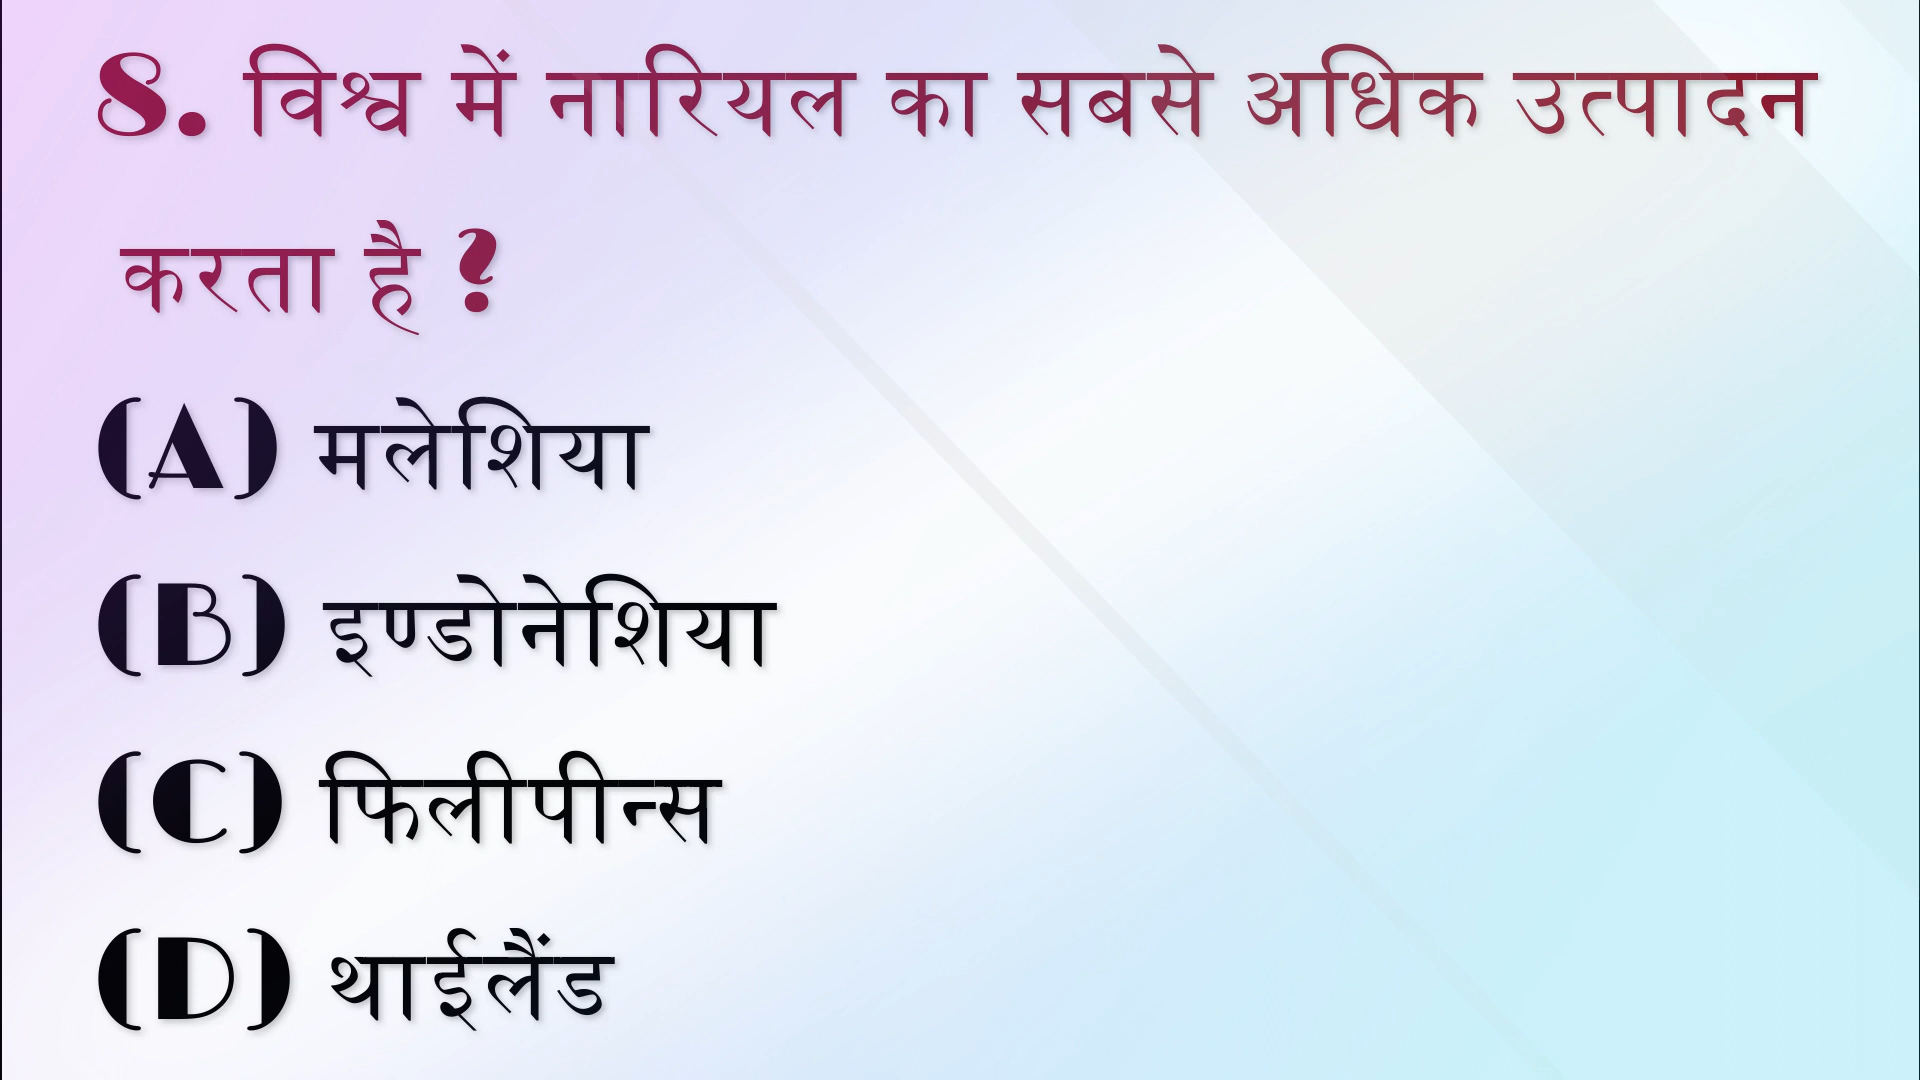 8. विश्व में नारियल का सबसे अधिक उत्पादन
करता है ?
(A) मलेशिया
(B) इण्डोनेशिया
(C) फिलीपीन्स
(D) थाईलैंड